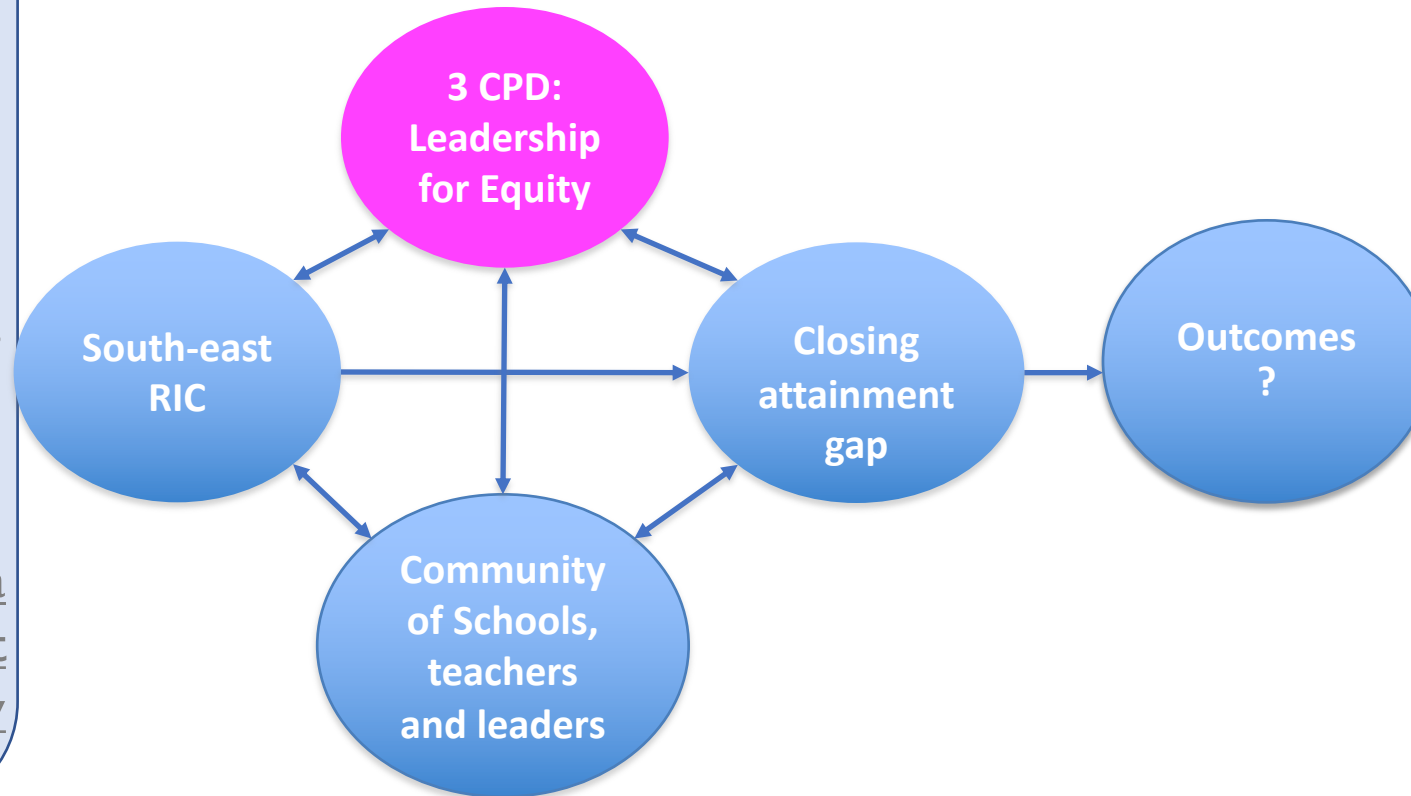 3 CPD:
Leadership
for Equity
South-east
RIC
Closing
attainment
gap
Outcomes
?
Community
of Schools,
teachers
and leaders